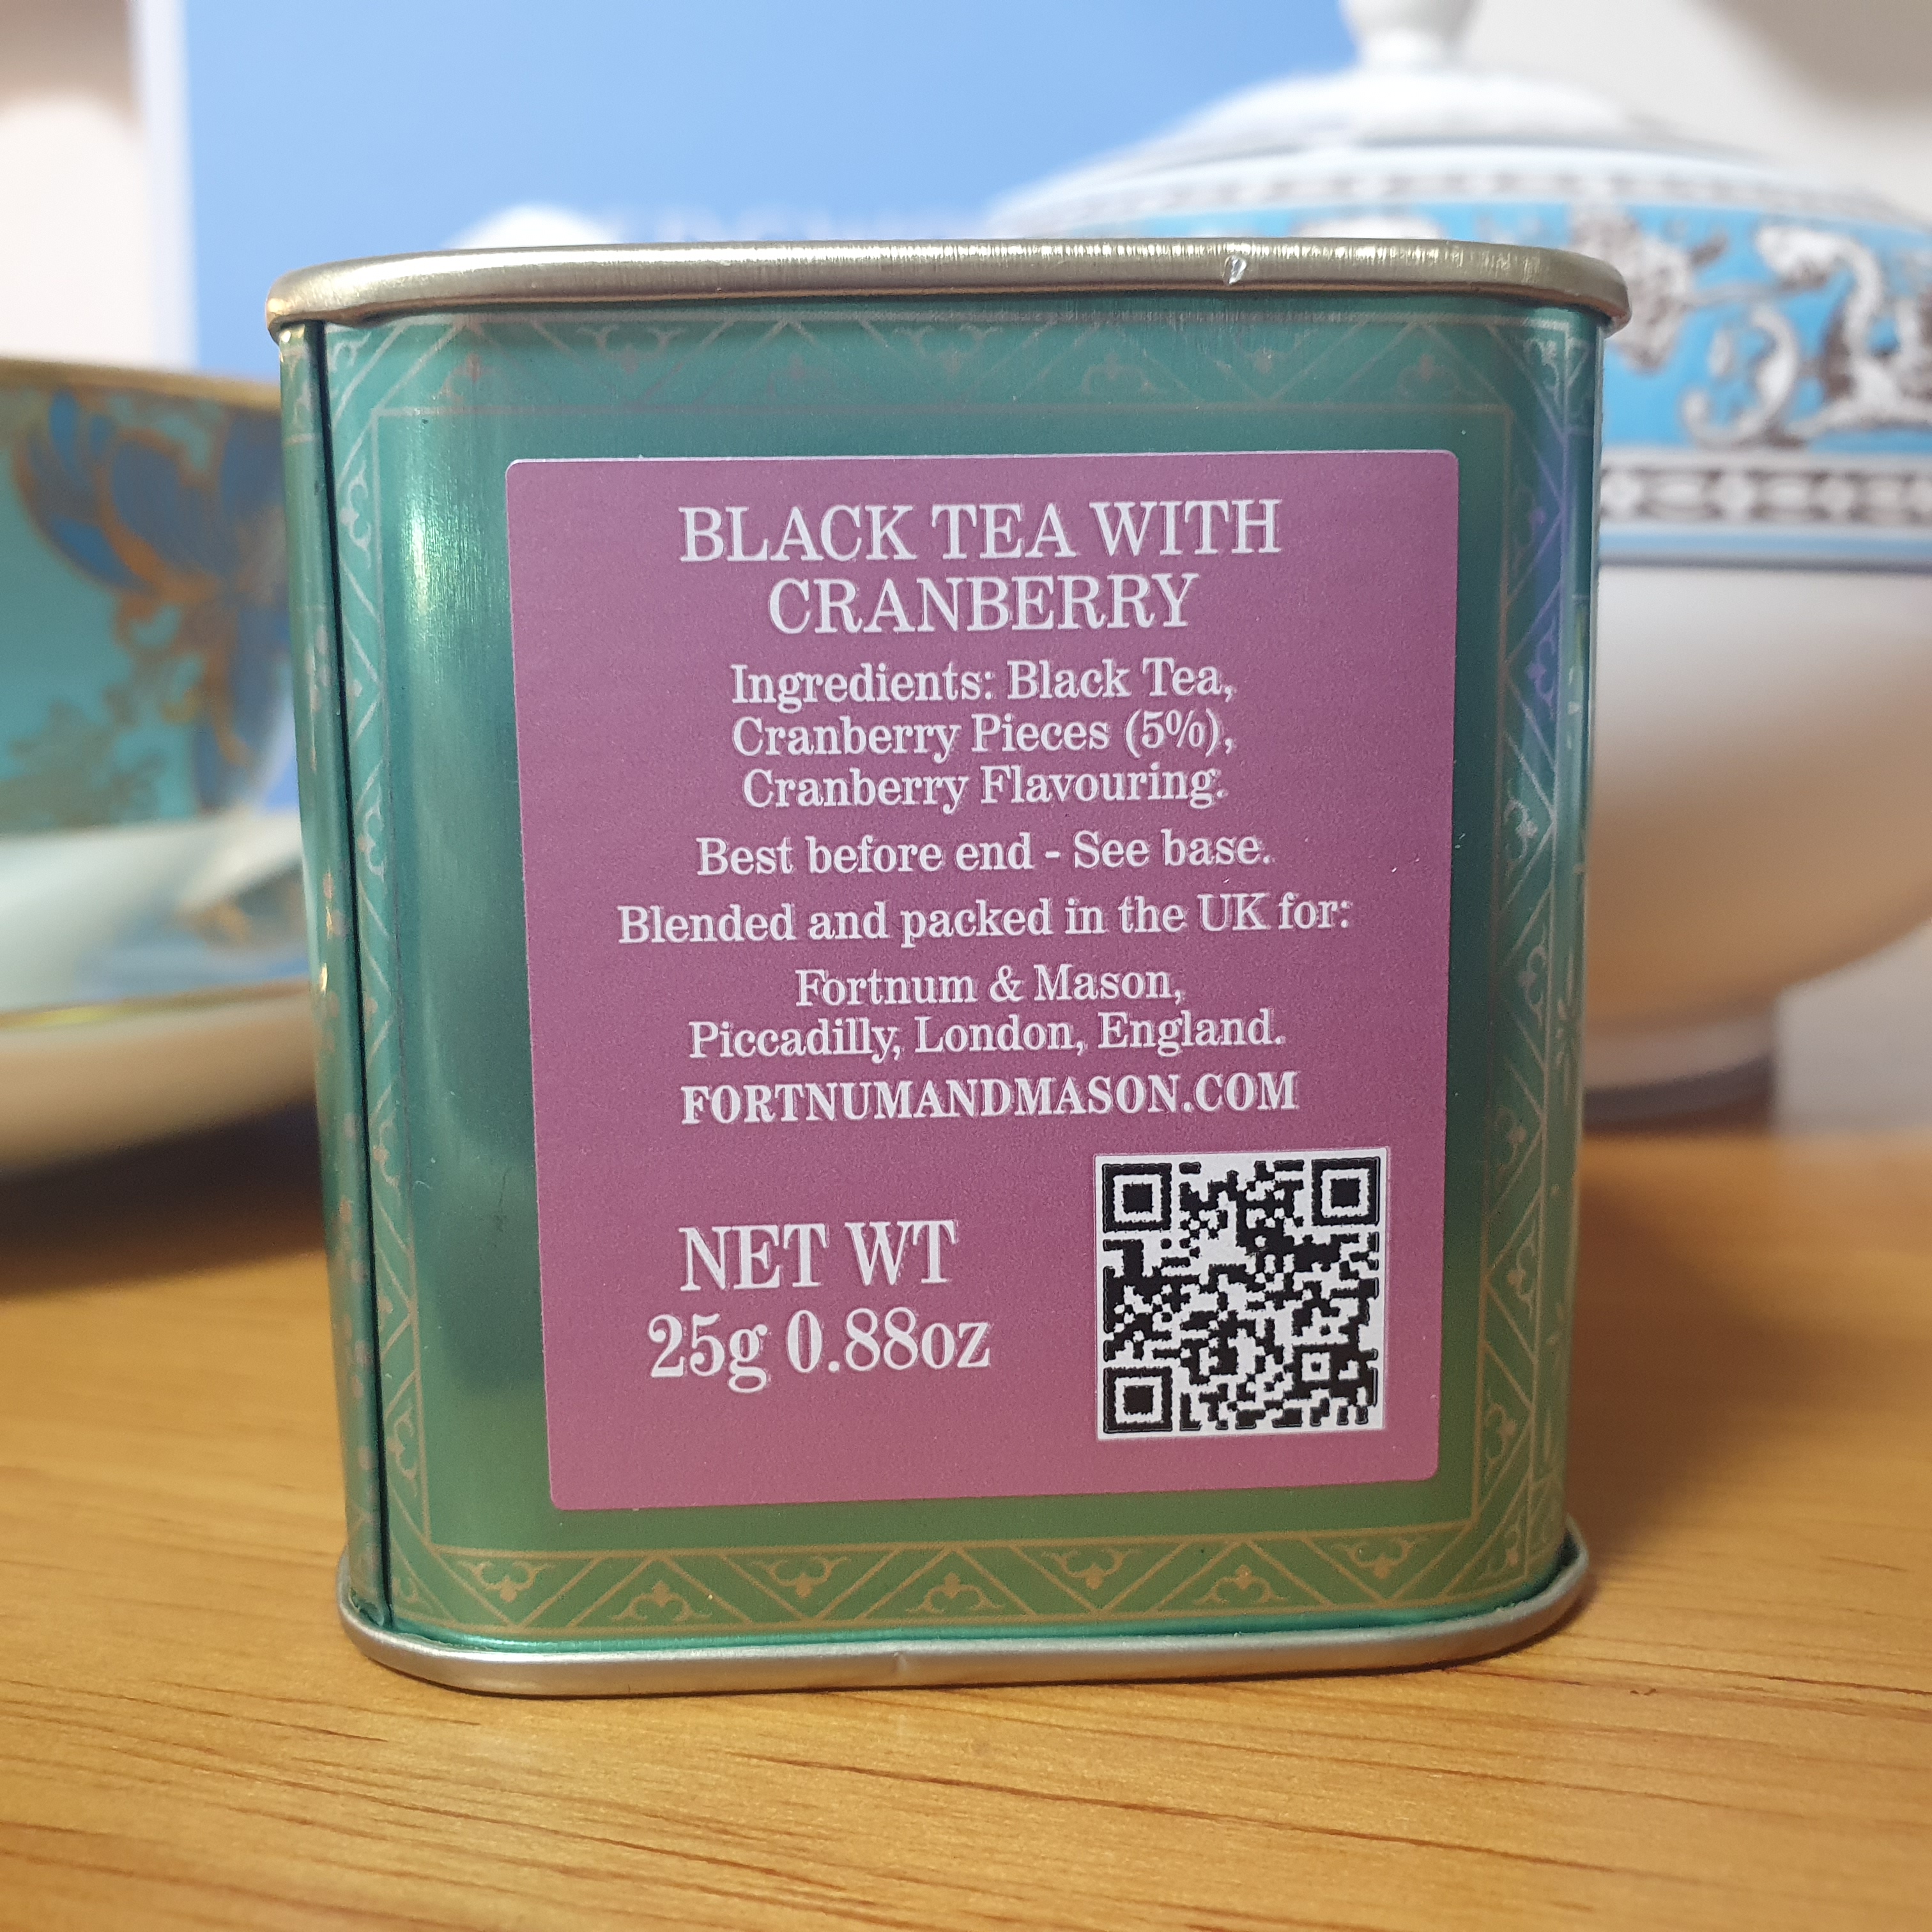 BLACK TEA WITH
CRANBERRY
Ingredients: Black Tea,
Cranberry Pieces (5%),
Cranberry Flavouring.
Best before end - See base.
Blended and packed in the UK for:
Fortnum & Mason,
Piccadilly, London, England.
FORTNUMANDMASON.COM
NET WT
25g 0.88oz